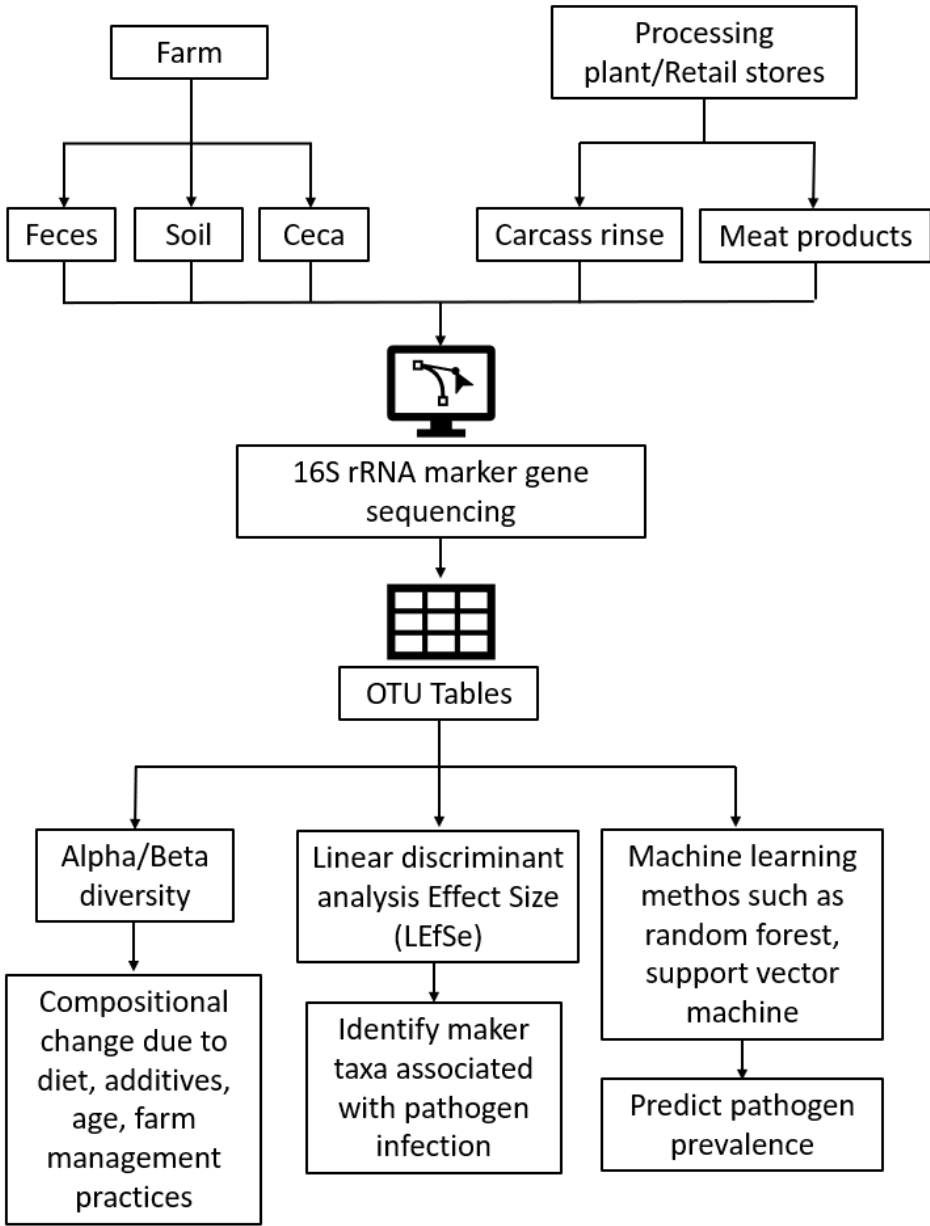 Farm
Processing
plant/Retail stores
Feces
Soil
Ceca
Carcass rinse
Meat products
16S rRNA marker gene
sequencing
OTU Tables
Alpha/Beta
diversity
Linear discriminant
analysis Effect Size
(LEfSe)
Machine learning
methos such as
random forest,
support vector
machine
Compositional
change due to
diet, additives,
age, farm
management
practices
Identify maker
taxa associated
with pathogen
infection
Predict pathogen
prevalence